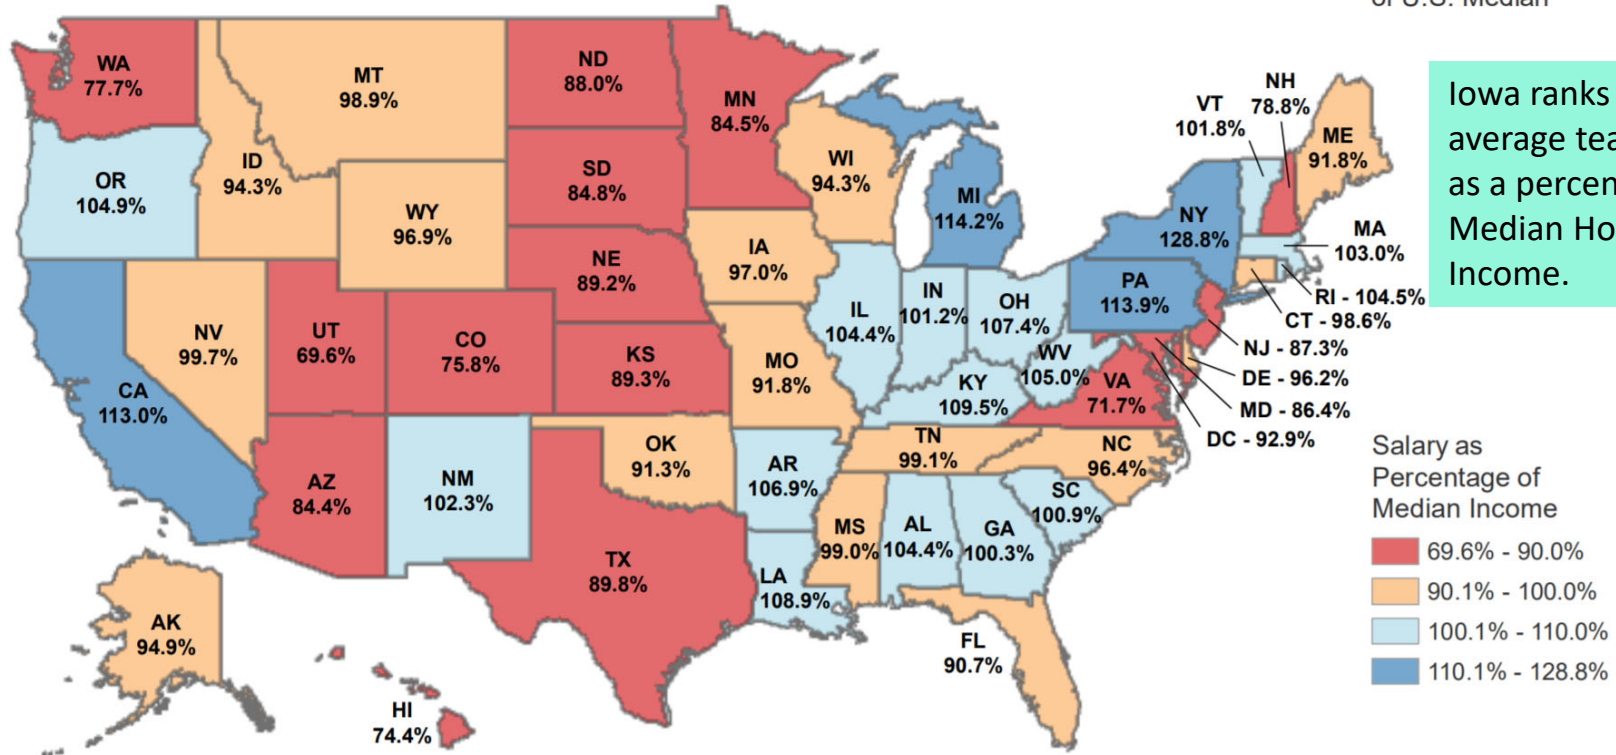 of U.S. Median
WA
77.7%
MT
98.9%
ND
88.0%
MN
84.5%
NH
78.8%
VT
101.8%
ME
91.8%
Iowa ranks
average tea
as a percen
Median Ho
Income.
OR
104.9%
ID
94.3%
SD
84.8%
WI
94.3%
WY
96.9%
MI
114.2%
NY
128.8%
MA
103.0%
IA
97.0%
NE
89.2%
PA
113.9%
RI - 104.5%
CT - 98.6%
NJ - 87.3%
DE - 96.2%
MD - 86.4%
DC - 92.9%
NV
99.7%
UT
69.6%
CO
75.8%
KS
89.3%
MO
91.8%
IL
104.4%
IN
101.2%
OH
107.4%
WV
105.0%
KY
109.5%
VA
71.7%
CA
113.0%
AZ
84.4%
NM
102.3%
OK
91.3%
AR
106.9%
TN
99.1%
NC
96.4%
SC
100.9%
MS
99.0%
AL
104.4%
GA
100.3%
TX
89.8%
LA
108.9%
FL
90.7%
AK
94.9%
HI
74.4%
Salary as
Percentage of
Median Income
69.6% - 90.0%
90.1% - 100.0%
100.1% - 110.0%
110.1% - 128.8%